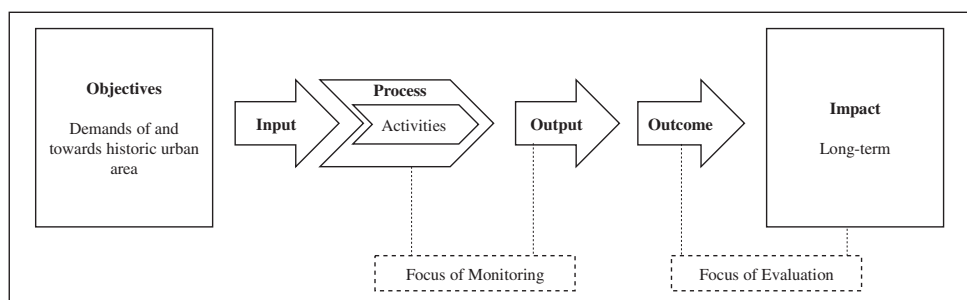 Objectives
Demands of and
towards historic urban
area
Input
Process
Activities
Output
Outcome
Impact
Long-term
Focus of Monitoring
Focus of Evaluation